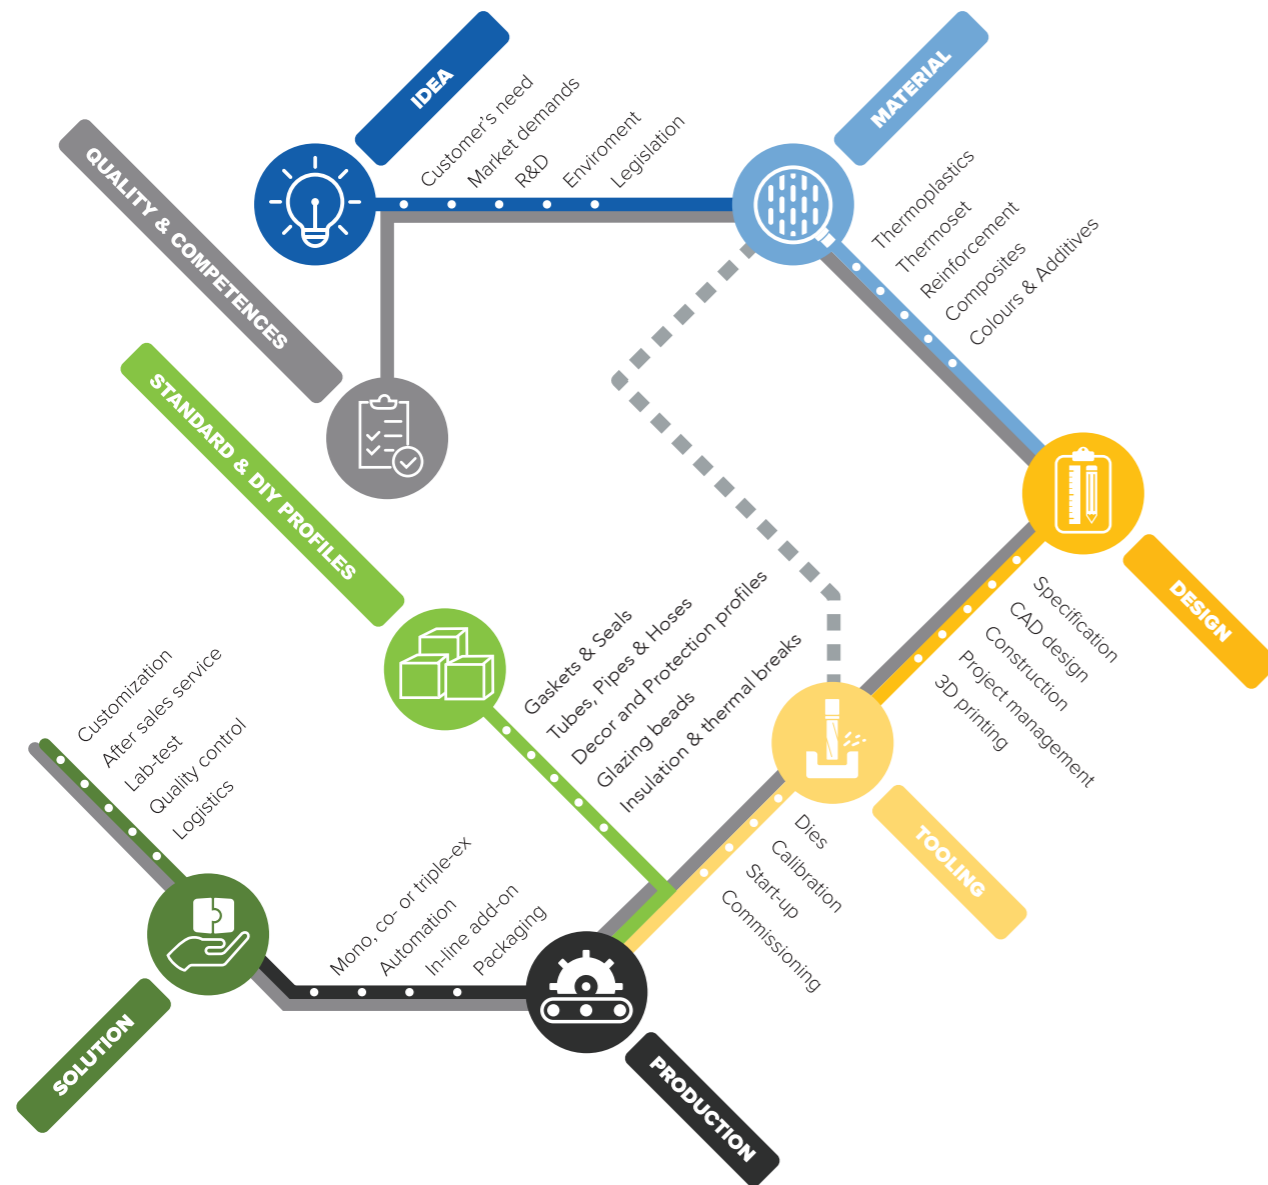 IDEA
Customer's need
Market demands
R&D
Enviroment
Legislation
MATERIAL
Thermoplastics
Thermoset
Reinforcement
Composites
Colours & Additives
QUALITY & COMPETENCES
STANDARD & DIY PROFILES
Gaskets & Seals
Tubes, Pipes & Hoses
Decor and Protection profiles
Glazing beads
Insulation & thermal breaks
DESIGN
Specification
CAD design
Construction
Project management
3D printing
TOOLING
Dies
Calibration
Start-up
Commissioning
PRODUCTION
Mono, co- or triple-ex
Automation
In-line add-on
Packaging
SOLUTION
Customization
After sales service
Lab-test
Quality control
Logistics